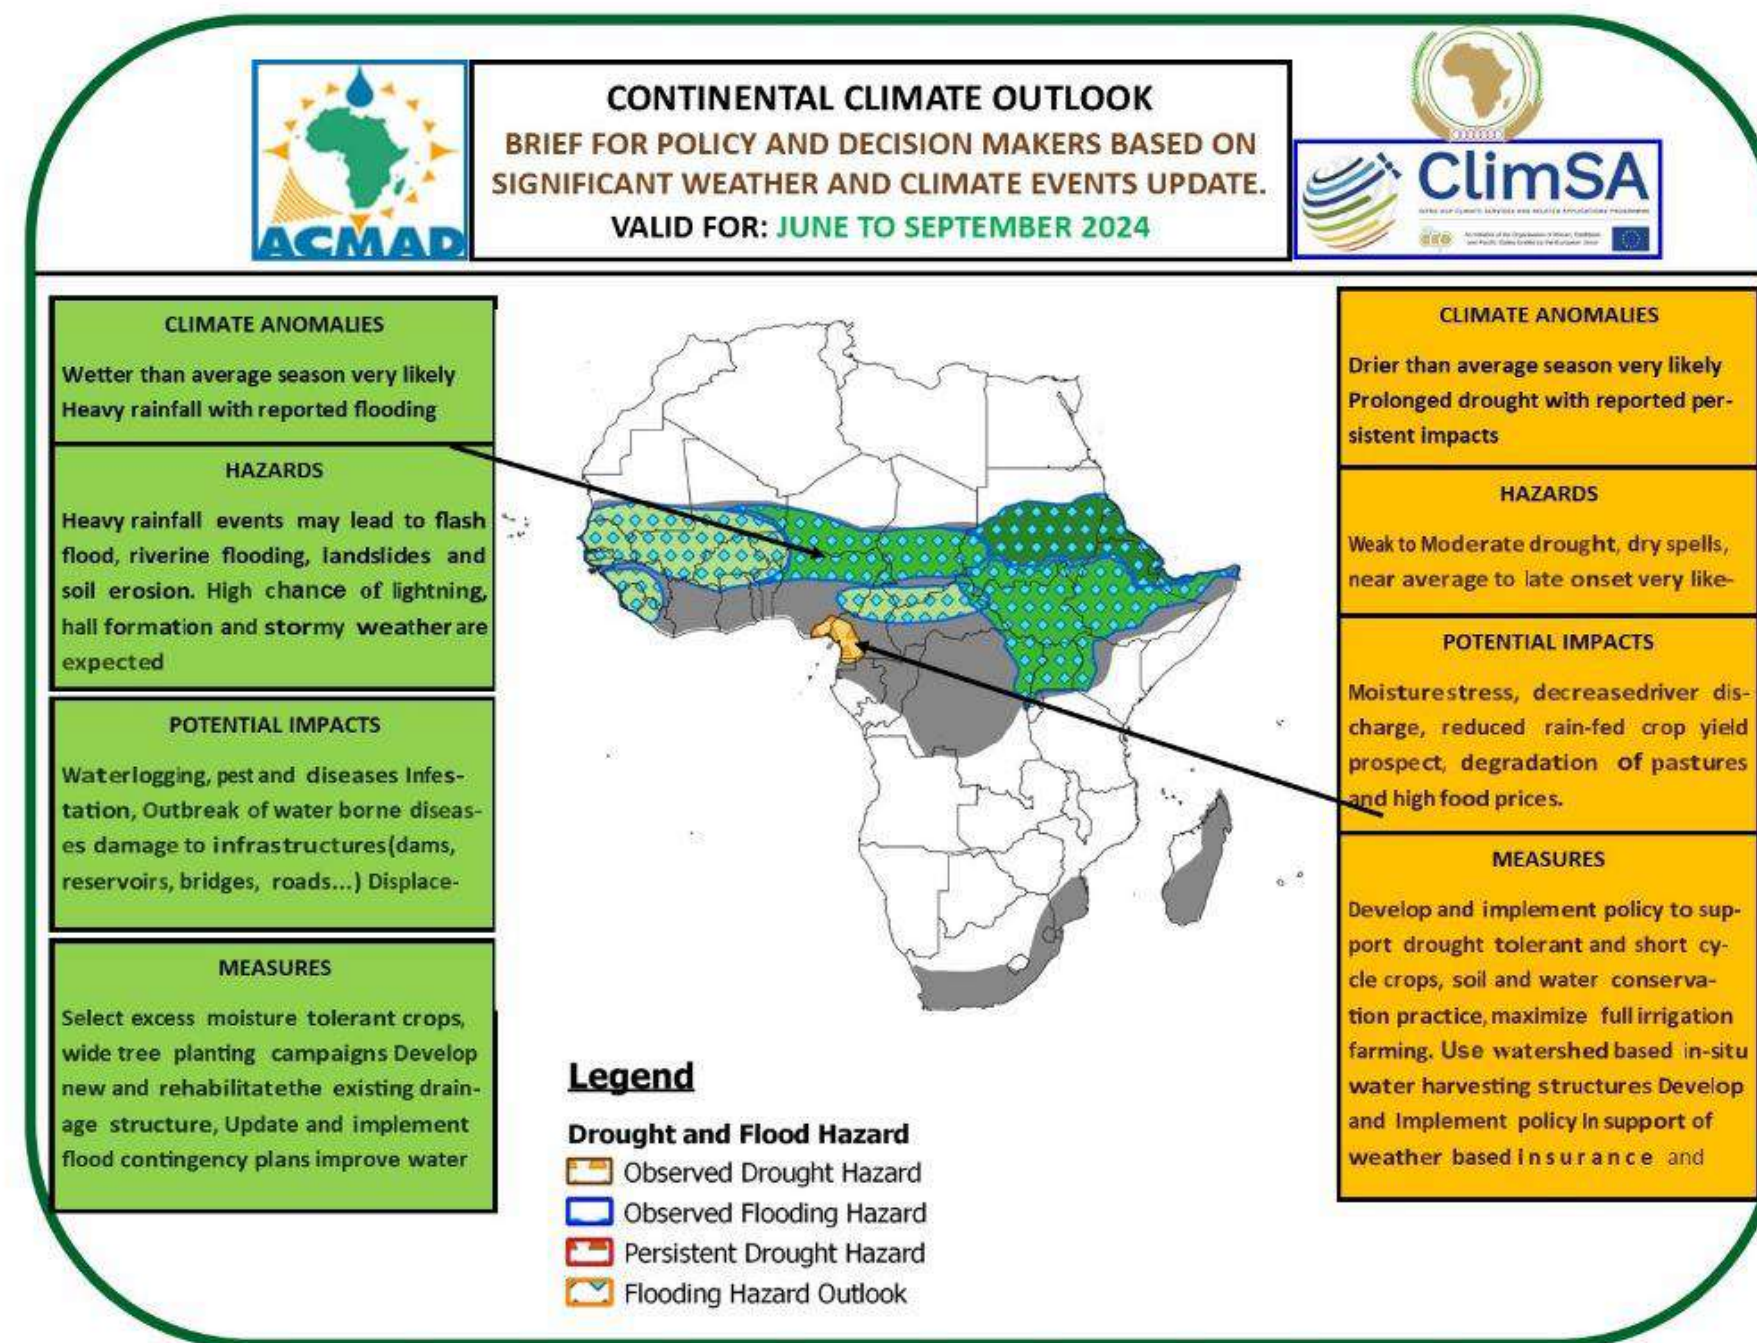 ACMAD
CONTINENTAL CLIMATE OUTLOOK
BRIEF FOR POLICY AND DECISION MAKERS BASED ON
SIGNIFICANT WEATHER AND CLIMATE EVENTS UPDATE.
VALID FOR: JUNE TO SEPTEMBER 2024
ClimSA
CLIMATE ANOMALIES
Wetter than average season very likely
Heavy rainfall with reported flooding
HAZARDS
Heavy rainfall events may lead to flash
flood, riverine flooding, landslides and
soil erosion. High chance of lightning,
hall formation and stormy weather are
expected
POTENTIAL IMPACTS
Waterlogging, pest and diseases Infes-
tation, Outbreak of water borne diseas-
es damage to infrastructures(dams,
reservoirs, bridges, roads...) Displace-
MEASURES
Select excess moisture tolerant crops,
wide tree planting campaigns Develop
new and rehabilitatethe existing drain-
age structure, Update and implement
flood contingency plans improve water
Legend
Drought and Flood Hazard
Observed Drought Hazard
Observed Flooding Hazard
Persistent Drought Hazard
Flooding Hazard Outlook
CLIMATE ANOMALIES
Drier than average season very likely
Prolonged drought with reported per-
sistent impacts
HAZARDS
Weak to Moderate drought, dry spells,
near average to late onset very like-
POTENTIAL IMPACTS
Moisturestress, decreasedriver dis-
charge, reduced rain-fed crop yield
prospect, degradation of pastures
and high food prices.
MEASURES
Develop and implement policy to sup-
port drought tolerant and short cy-
cle crops, soil and water conserva-
tion practice, maximize full irrigation
farming. Use watershed based in-situ
water harvesting structures Develop
and Implement policy In support of
weather based insurance and